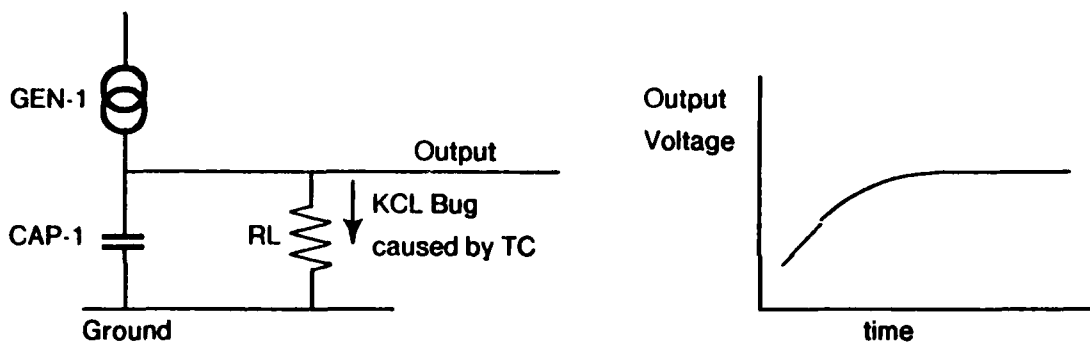 GEN-1
Output
CAP-1
RL
KCL Bug
caused by TC
Ground
Output
Voltage
time